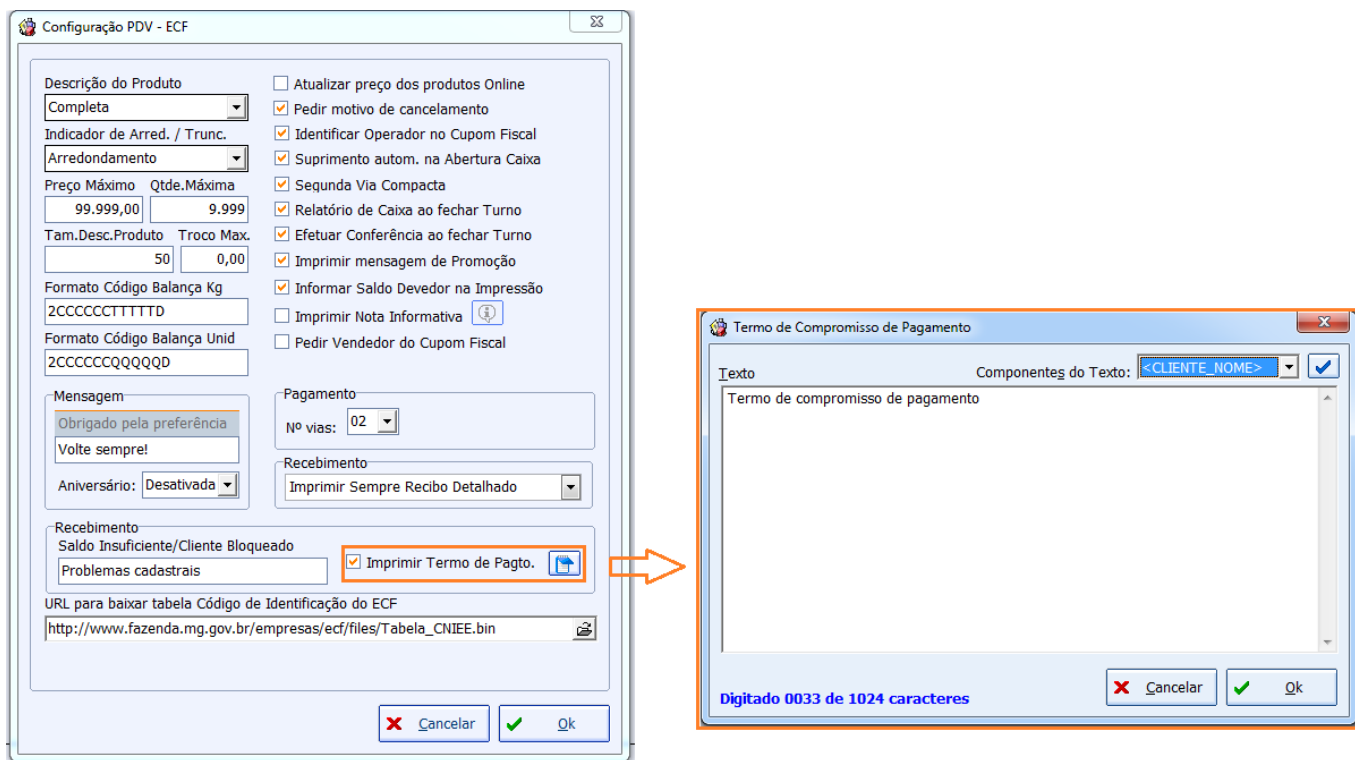 Configuração PDV - ECF
Descrição do Produto
Completa
Indicador de Arred. / Trunc.
Arredondamento
Preço Máximo Qtde.Máxima
99.999,00 9.999
Tam.Desc.Produto Troco Max.
50 0,00
Formato Código Balança Kg
2CCCCCCTTTTTD
Formato Código Balança Unid
2CCCCCCQQQQQD
Atualizar preço dos produtos Online
Pedir motivo de cancelamento
Identificar Operador no Cupom Fiscal
Suprimento autom. na Abertura Caixa
Segunda Via Compacta
Relatório de Caixa ao fechar Turno
Efetuar Conferência ao fechar Turno
Imprimir mensagem de Promoção
Informar Saldo Devedor na Impressão
Imprimir Nota Informativa
Pedir Vendedor do Cupom Fiscal
Mensagem
Obrigado pela preferência
Volte sempre!
Aniversário: Desativada
Pagamento
Nº vias: 02
Recebimento
Imprimir Sempre Recibo Detalhado
Recebimento
Saldo Insuficiente/Cliente Bloqueado
Problemas cadastrais
Imprimir Termo de Pagto.
URL para baixar tabela Código de Identificação do ECF
http://www.fazenda.mg.gov.br/empresas/ecf/files/Tabela_CNIEE.bin
Cancelar Ok
Termo de Compromisso de Pagamento
Texto Componentes do Texto: <CLIENTE_NOME>
Termo de compromisso de pagamento
Digitado 0033 de 1024 caracteres
Cancelar Ok